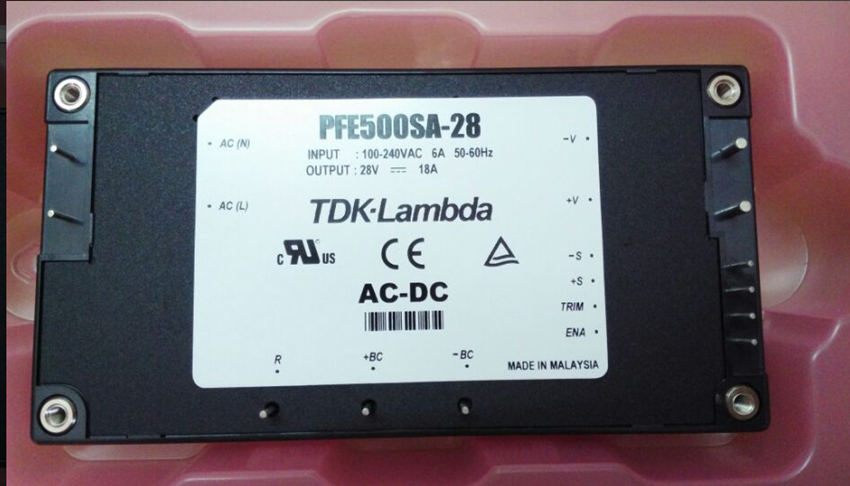 PFE500SA-28
AC (N)
-V
INPUT : 100-240VAC 6A 50-60Hz
OUTPUT : 28V 18A
AC (L)
+V
TDK·Lambda
c RU us
CE
-S
+S
AC-DC
TRIM
ENA
R
+BC
-BC
MADE IN MALAYSIA